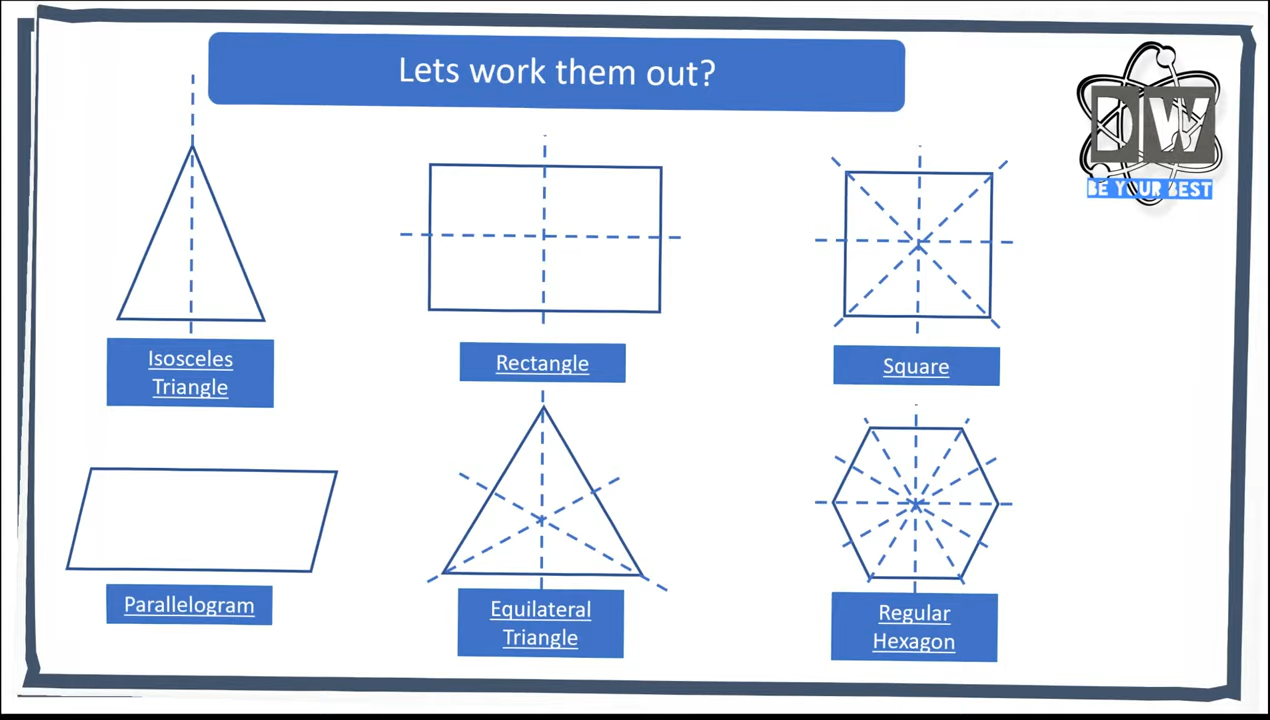 Lets work them out?
DW
BE YOUR BEST
Isosceles
Triangle
Rectangle
Square
Parallelogram
Equilateral
Triangle
Regular
Hexagon